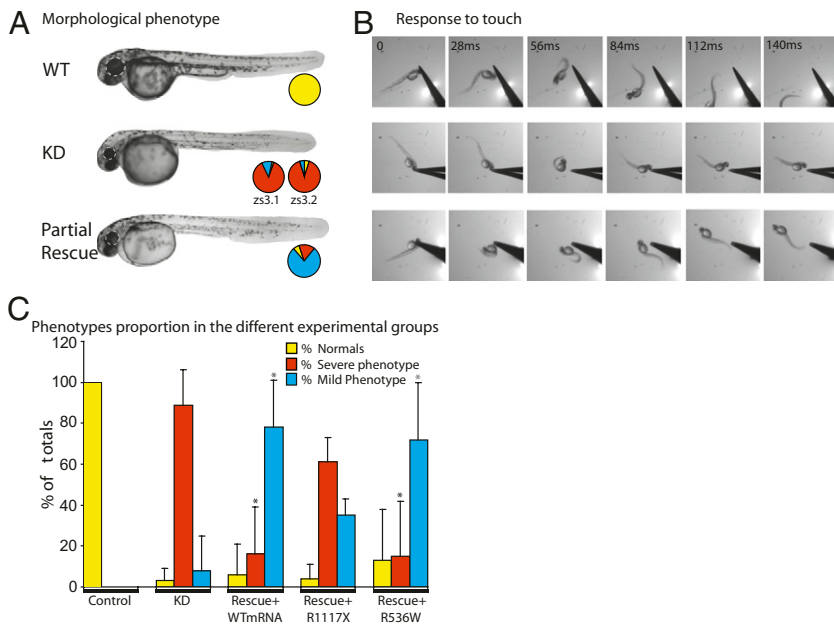 A Morphological phenotype
WT
KD
zs3.1 zs3.2
Partial
Rescue
B Response to touch
0 28ms 56ms 84ms 112ms 140ms
C
Phenotypes proportion in the different experimental groups
% Normals
% Severe phenotype
% Mild Phenotype
% of totals
120
100
80
60
40
20
0
* * * *
Control KD Rescue+ Rescue+ Rescue+
WTmRNA R1117X R536W